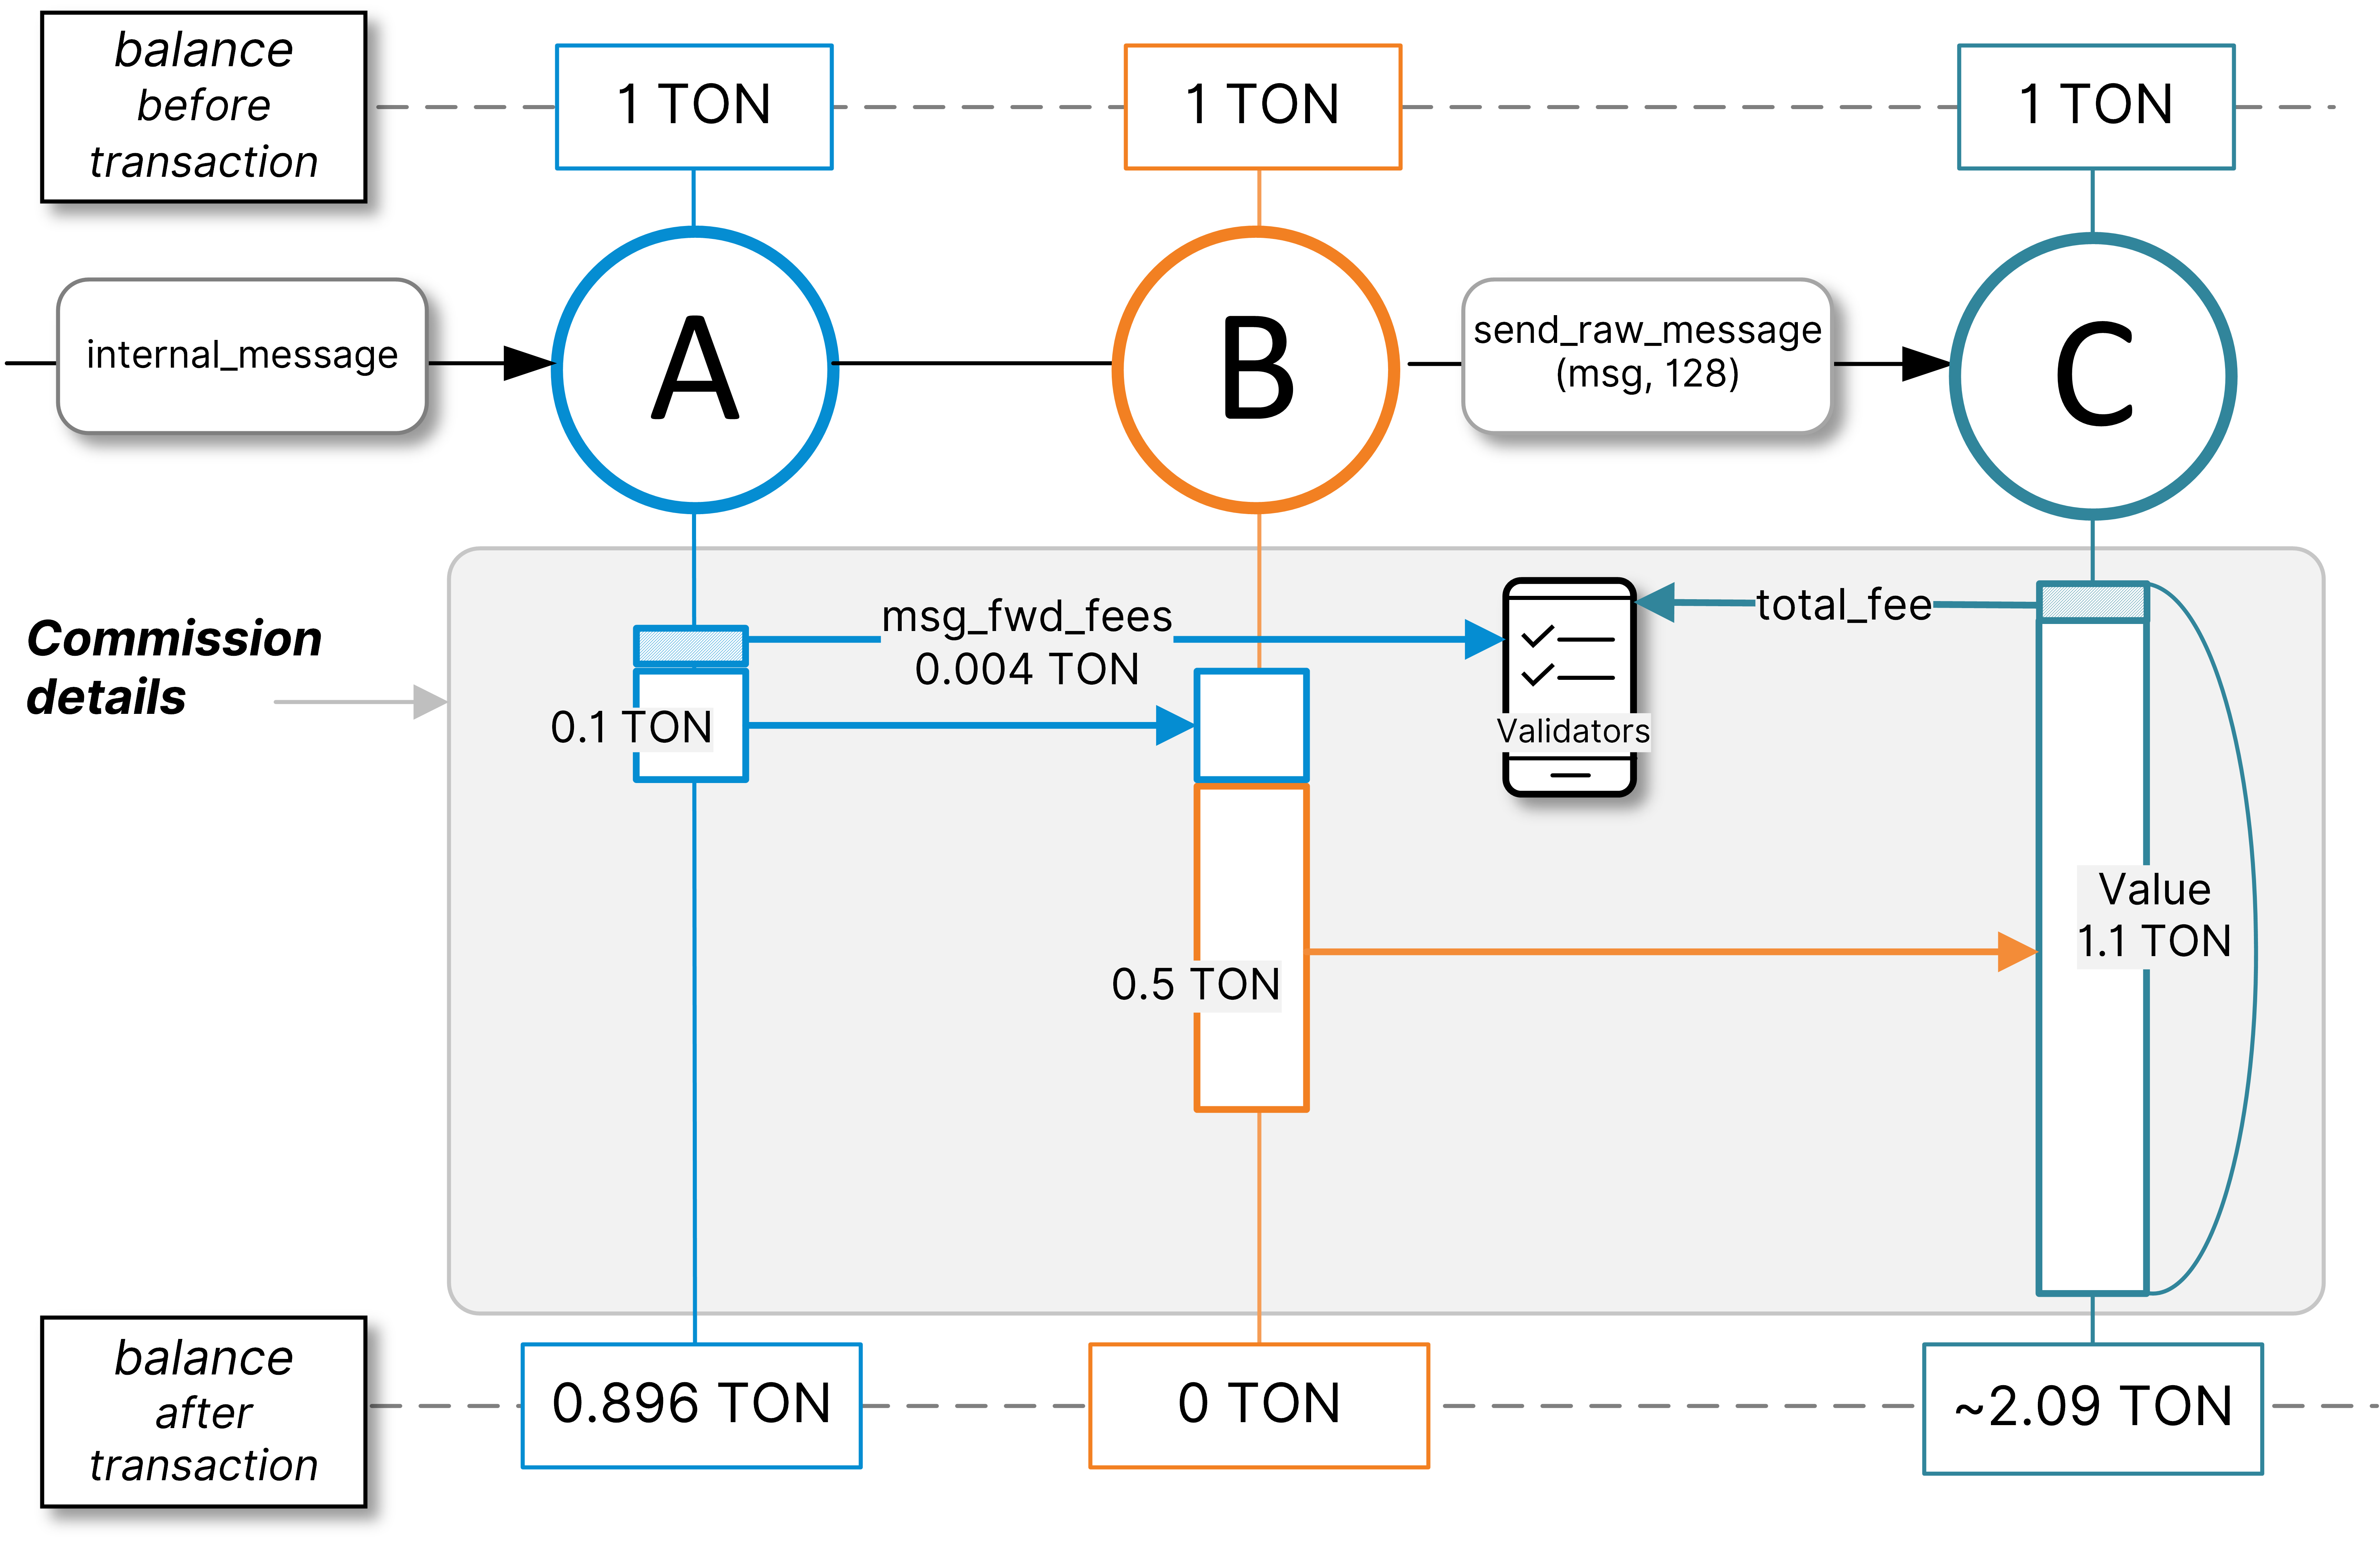 balance
before
transaction
1 TON
1 TON
1 TON
internal_message
A
B
send_raw_message
(msg, 128)
C
Commission
details
msg_fwd_fees
0.004 TON
total_fee
0.1 TON
Validators
Value
1.1 TON
0.5 TON
balance
after
transaction
0.896 TON
0 TON
~2.09 TON